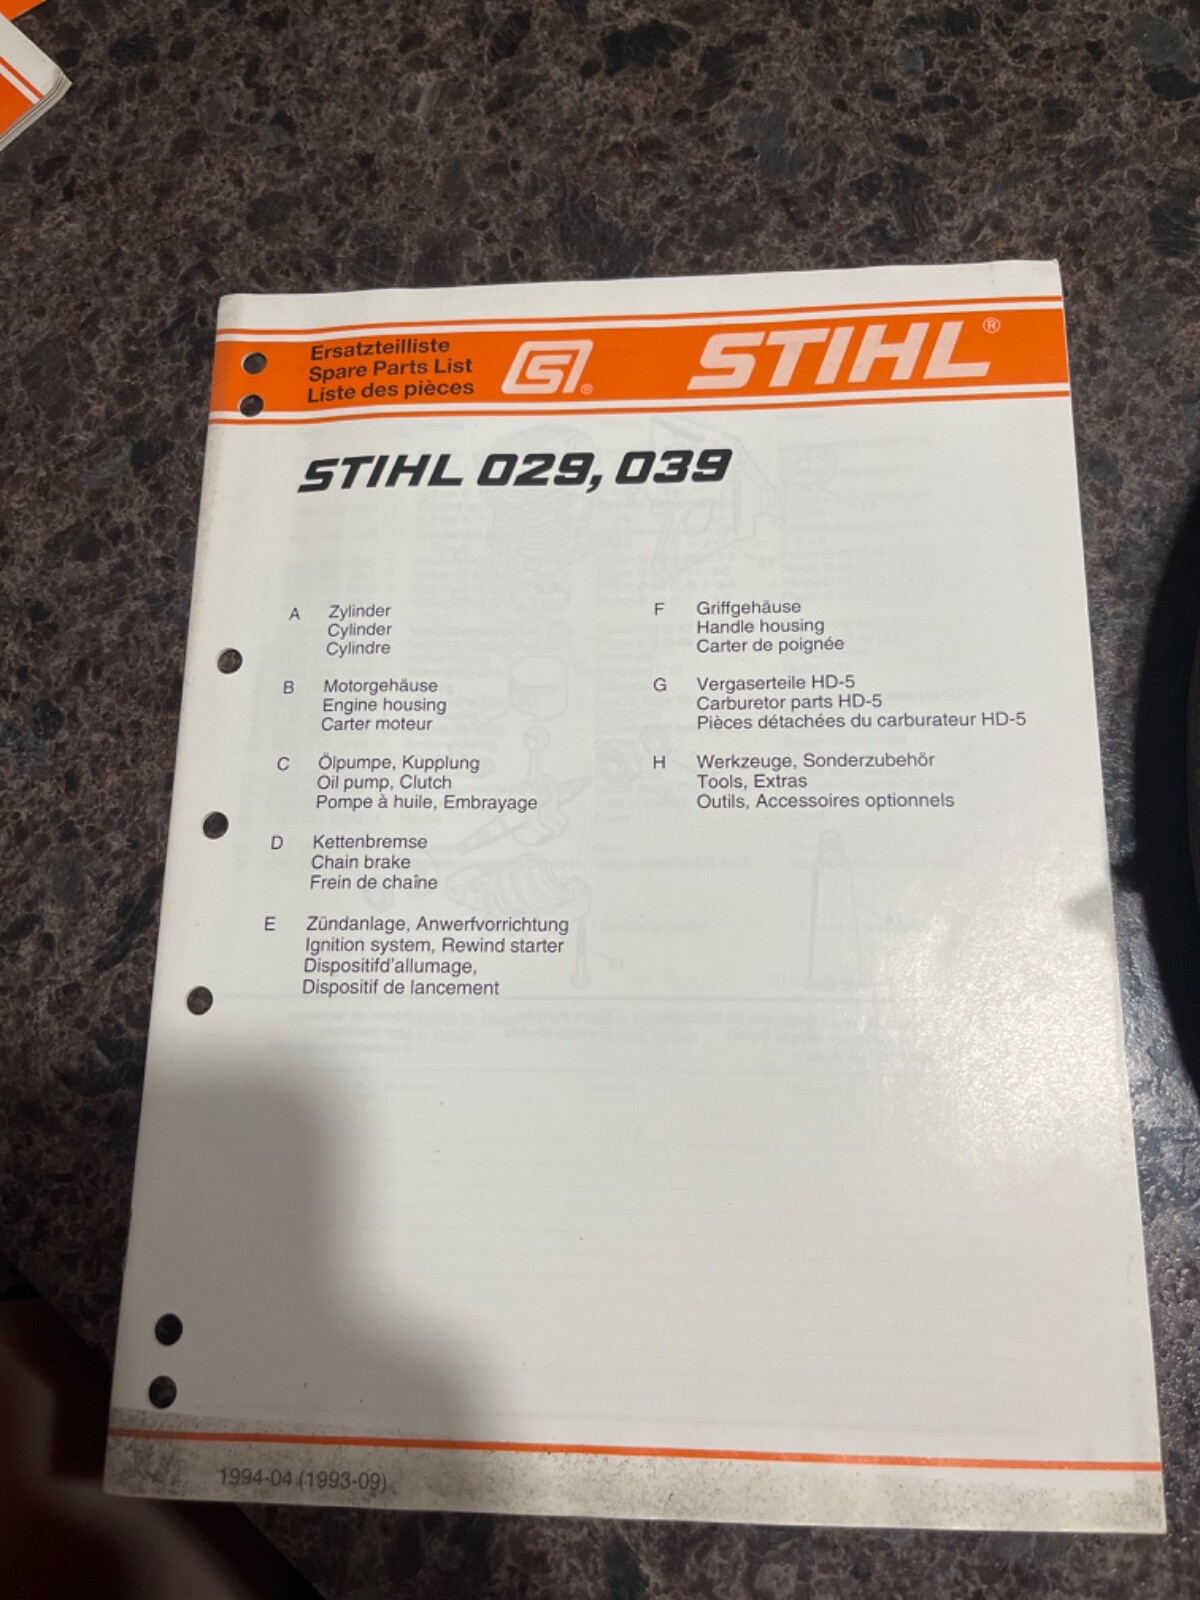 Ersatzteilliste
Spare Parts List
Liste des pièces
STIHL®
STIHL 029, 039
A Zylinder
Cylinder
Cylindre
B Motorgehäuse
Engine housing
Carter moteur
C Ölpumpe, Kupplung
Oil pump, Clutch
Pompe à huile, Embrayage
D Kettenbremse
Chain brake
Frein de chaîne
E Zündanlage, Anwerfvorrichtung
Ignition system, Rewind starter
Dispositifd'allumage,
Dispositif de lancement
F Griffgehäuse
Handle housing
Carter de poignée
G Vergaserteile HD-5
Carburetor parts HD-5
Pièces détachées du carburateur HD-5
H Werkzeuge, Sonderzubehör
Tools, Extras
Outils, Accessoires optionnels
1994-04 (1993-09)